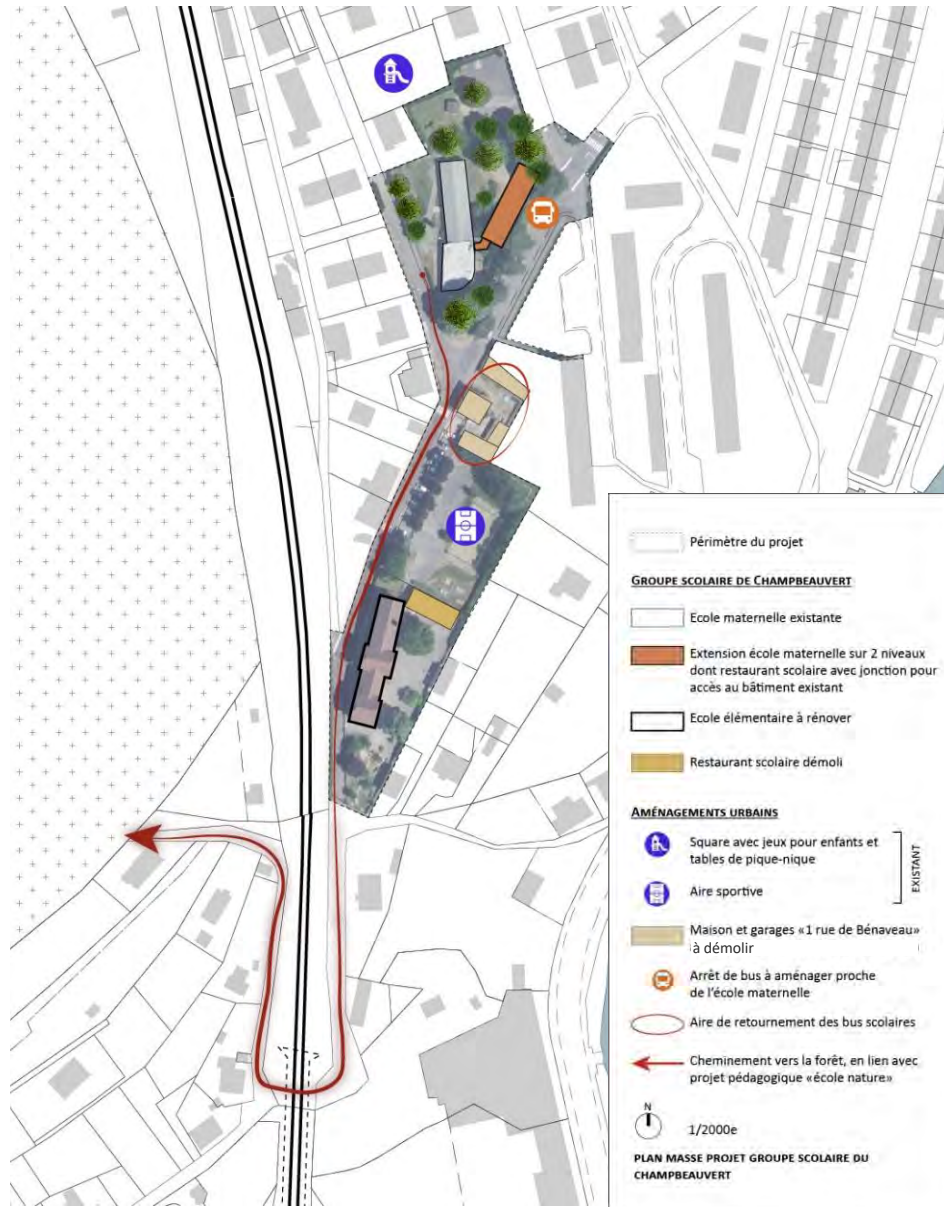 Périmètre du projet
GROUPE SCOLAIRE DE CHAMPBEAUVERT
Ecole maternelle existante
Extension école maternelle sur 2 niveaux
dont restaurant scolaire avec jonction pour
accès au bâtiment existant
Ecole élémentaire à rénover
Restaurant scolaire démoli
AMÉNAGEMENTS URBAINS
Square avec jeux pour enfants et
tables de pique-nique
EXISTANT
Aire sportive
Maison et garages «1 rue de Bénaveau»
à démolir
Arrêt de bus à aménager proche
de l'école maternelle
Aire de retournement des bus scolaires
Cheminement vers la forêt, en lien avec
projet pédagogique «école nature»
N
1/2000e
PLAN MASSE PROJET GROUPE SCOLAIRE DU
CHAMPBEAUVERT